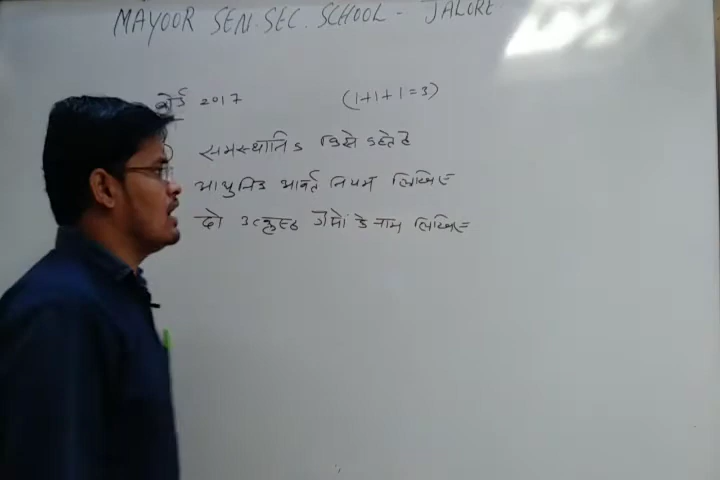 MAYOOR SEN. SEC. SCHOOL - JALORE
बोर्ड 2017 (1+1+1=3)
समस्थानिक किसे कहते है
आधुनिक आवर्त नियम लिखिए
दो उत्कृष्ठ गैसों के नाम लिखिए